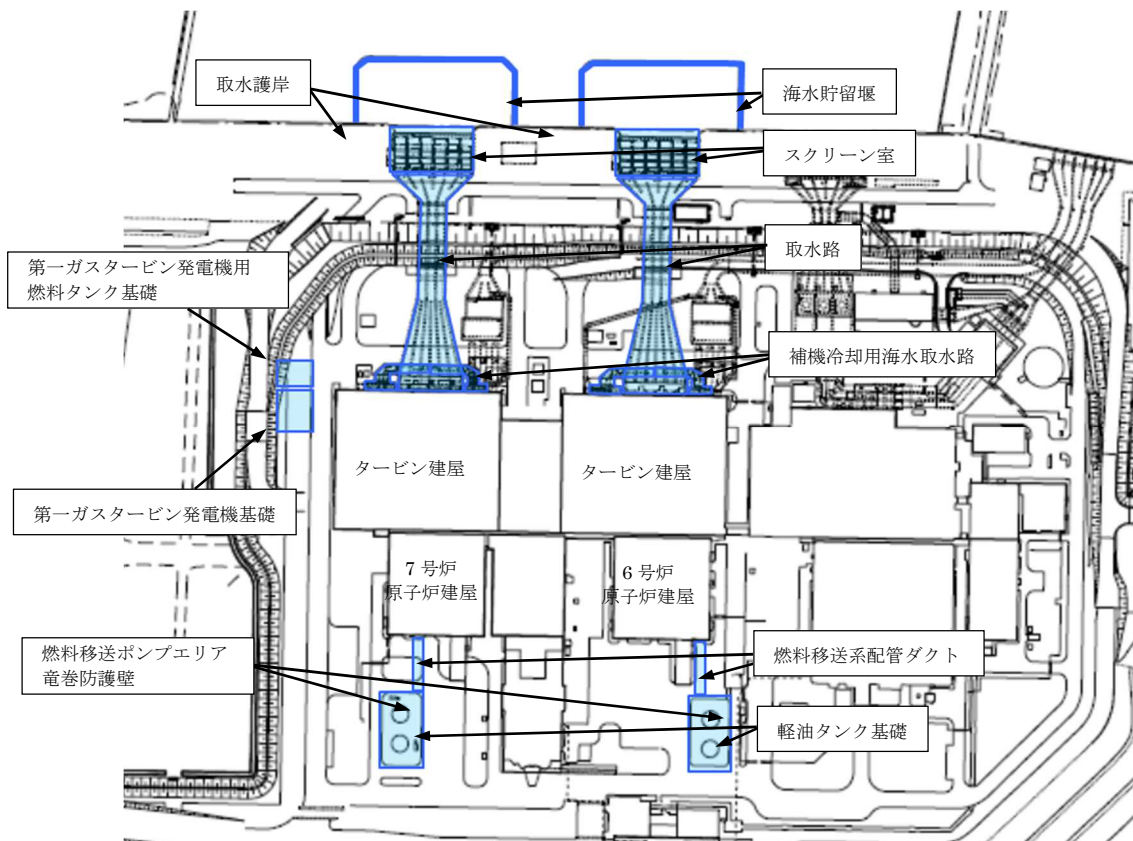 取水護岸
海水貯留堰
スクリーン室
取水路
第一ガスタービン発電機用
燃料タンク基礎
補機冷却用海水取水路
タービン建屋
タービン建屋
第一ガスタービン発電機基礎
7 号炉
原子炉建屋
6 号炉
原子炉建屋
燃料移送ポンプエリア
竜巻防護壁
燃料移送系配管ダクト
軽油タンク基礎